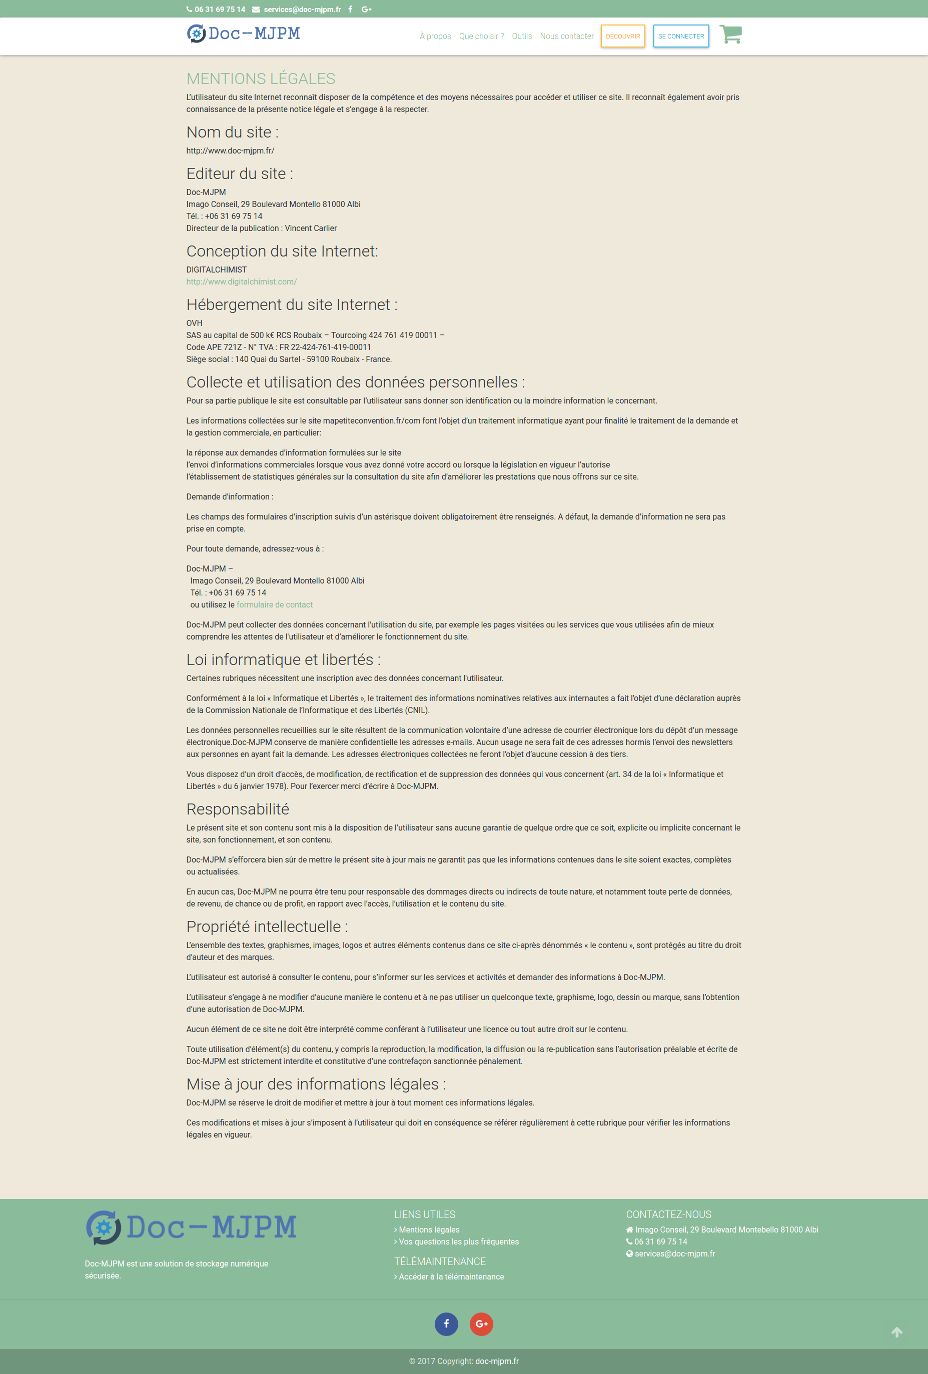 06 31 69 75 14 services@doc-mjpm.fr
Doc-MJPM
À propos Que choisir ? Outils Nous contacter DÉCOUVRIR SE CONNECTER
MENTIONS LÉGALES
L'utilisateur du site Internet reconnaît disposer de la compétence et des moyens nécessaires pour accéder et utiliser ce site. Il reconnaît également avoir pris
connaissance de la présente notice légale et s'engage à la respecter.
Nom du site :
http://www.doc-mjpm.fr/
Editeur du site :
Doc-MJPM
Imago Conseil, 29 Boulevard Montello 81000 Albi
Tél. : +06 31 69 75 14
Directeur de la publication : Vincent Carlier
Conception du site Internet:
DIGITALCHIMIST
http://www.digitalchimist.com/
Hébergement du site Internet :
OVH
SAS au capital de 500 k€ RCS Roubaix – Tourcoing 424 761 419 00011 –
Code APE 721Z - N° TVA : FR 22-424-761-419-00011
Siège social : 140 Quai du Sartel - 59100 Roubaix - France.
Collecte et utilisation des données personnelles :
Pour sa partie publique le site est consultable par l'utilisateur sans donner son identification ou la moindre information le concernant.
Les informations collectées sur le site mapetiteconvention.fr/com font l'objet d'un traitement informatique ayant pour finalité le traitement de la demande et
la gestion commerciale, en particulier:
la réponse aux demandes d'information formulées sur le site
l'envoi d'informations commerciales lorsque vous avez donné votre accord ou lorsque la législation en vigueur l'autorise
l'établissement de statistiques générales sur la consultation du site afin d'améliorer les prestations que nous offrons sur ce site.
Demande d'information :
Les champs des formulaires d'inscription suivis d'un astérisque doivent obligatoirement être renseignés. A défaut, la demande d'information ne sera pas
prise en compte.
Pour toute demande, adressez-vous à :
Doc-MJPM –
Imago Conseil, 29 Boulevard Montello 81000 Albi
Tél. : +06 31 69 75 14
ou utilisez le formulaire de contact
Doc-MJPM peut collecter des données concernant l'utilisation du site, par exemple les pages visitées ou les services que vous utilisées afin de mieux
comprendre les attentes de l'utilisateur et d'améliorer le fonctionnement du site.
Loi informatique et libertés :
Certaines rubriques nécessitent une inscription avec des données concernant l'utilisateur.
Conformément à la loi « Informatique et Libertés », le traitement des informations nominatives relatives aux internautes a fait l'objet d'une déclaration auprès
de la Commission Nationale de l'Informatique et des Libertés (CNIL).
Les données personnelles recueillies sur le site résultent de la communication volontaire d'une adresse de courrier électronique lors du dépôt d'un message
électronique.Doc-MJPM conserve de manière confidentielle les adresses e-mails. Aucun usage ne sera fait de ces adresses hormis l'envoi des newsletters
aux personnes en ayant fait la demande. Les adresses électroniques collectées ne feront l'objet d'aucune cession à des tiers.
Vous disposez d'un droit d'accès, de modification, de rectification et de suppression des données qui vous concernent (art. 34 de la loi « Informatique et
Libertés » du 6 janvier 1978). Pour l'exercer merci d'écrire à Doc-MJPM.
Responsabilité
Le présent site et son contenu sont mis à la disposition de l'utilisateur sans aucune garantie de quelque ordre que ce soit, explicite ou implicite concernant le
site, son fonctionnement, et son contenu.
Doc-MJPM s'efforcera bien sûr de mettre le présent site à jour mais ne garantit pas que les informations contenues dans le site soient exactes, complètes
ou actualisées.
En aucun cas, Doc-MJPM ne pourra être tenu pour responsable des dommages directs ou indirects de toute nature, et notamment toute perte de données,
de revenu, de chance ou de profit, en rapport avec l'accès, l'utilisation et le contenu du site.
Propriété intellectuelle :
L'ensemble des textes, graphismes, images, logos et autres éléments contenus dans ce site ci-après dénommés « le contenu », sont protégés au titre du droit
d'auteur et des marques.
L'utilisateur est autorisé à consulter le contenu, pour s'informer sur les services et activités et demander des informations à Doc-MJPM.
L'utilisateur s'engage à ne modifier d'aucune manière le contenu et à ne pas utiliser un quelconque texte, graphisme, logo, dessin ou marque, sans l'obtention
d'une autorisation de Doc-MJPM.
Aucun élément de ce site ne doit être interprété comme conférant à l'utilisateur une licence ou tout autre droit sur le contenu.
Toute utilisation d'élément(s) du contenu, y compris la reproduction, la modification, la diffusion ou la re-publication sans l'autorisation préalable et écrite de
Doc-MJPM est strictement interdite et constitutive d'une contrefaçon sanctionnée pénalement.
Mise à jour des informations légales :
Doc-MJPM se réserve le droit de modifier et mettre à jour à tout moment ces informations légales.
Ces modifications et mises à jour s'imposent à l'utilisateur qui doit en conséquence se référer régulièrement à cette rubrique pour vérifier les informations
légales en vigueur.
Doc-MJPM
Doc-MJPM est une solution de stockage numérique
sécurisée.
LIENS UTILES
› Mentions légales
› Vos questions les plus fréquentes
TÉLÉMAINTENANCE
› Accéder à la télémaintenance
CONTACTEZ-NOUS
Imago Conseil, 29 Boulevard Montebello 81000 Albi
06 31 69 75 14
services@doc-mjpm.fr
© 2017 Copyright: doc-mjpm.fr